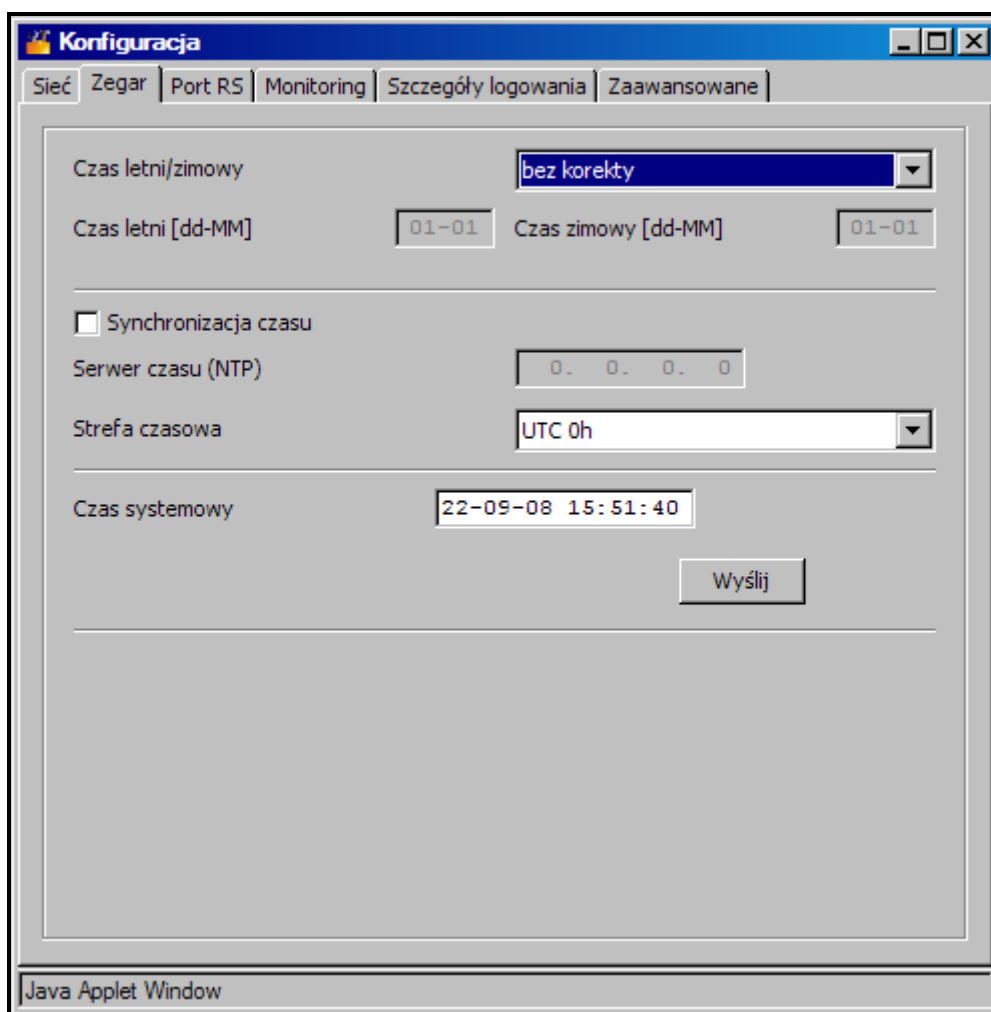 Konfiguracja
Sieć Zegar Port RS Monitoring Szczegóły logowania Zaawansowane
Czas letni/zimowy bez korekty
Czas letni [dd-MM] 01-01 Czas zimowy [dd-MM] 01-01
Synchronizacja czasu
Serwer czasu (NTP) 0. 0. 0. 0
Strefa czasowa UTC 0h
Czas systemowy 22-09-08 15:51:40
Wyślij
Java Applet Window